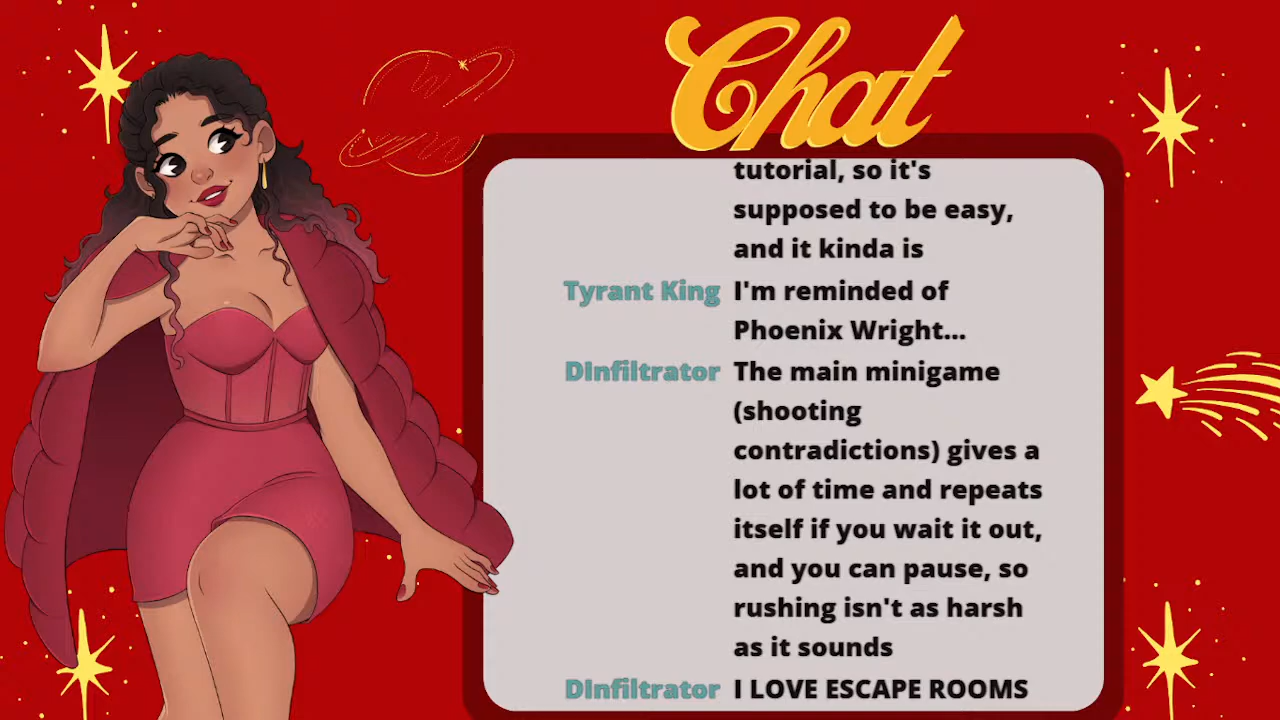 Chat
tutorial, so it's
supposed to be easy,
and it kinda is
Tyrant King I'm reminded of
Phoenix Wright...
DInfiltrator The main minigame
(shooting
contradictions) gives a
lot of time and repeats
itself if you wait it out,
and you can pause, so
rushing isn't as harsh
as it sounds
DInfiltrator I LOVE ESCAPE ROOMS